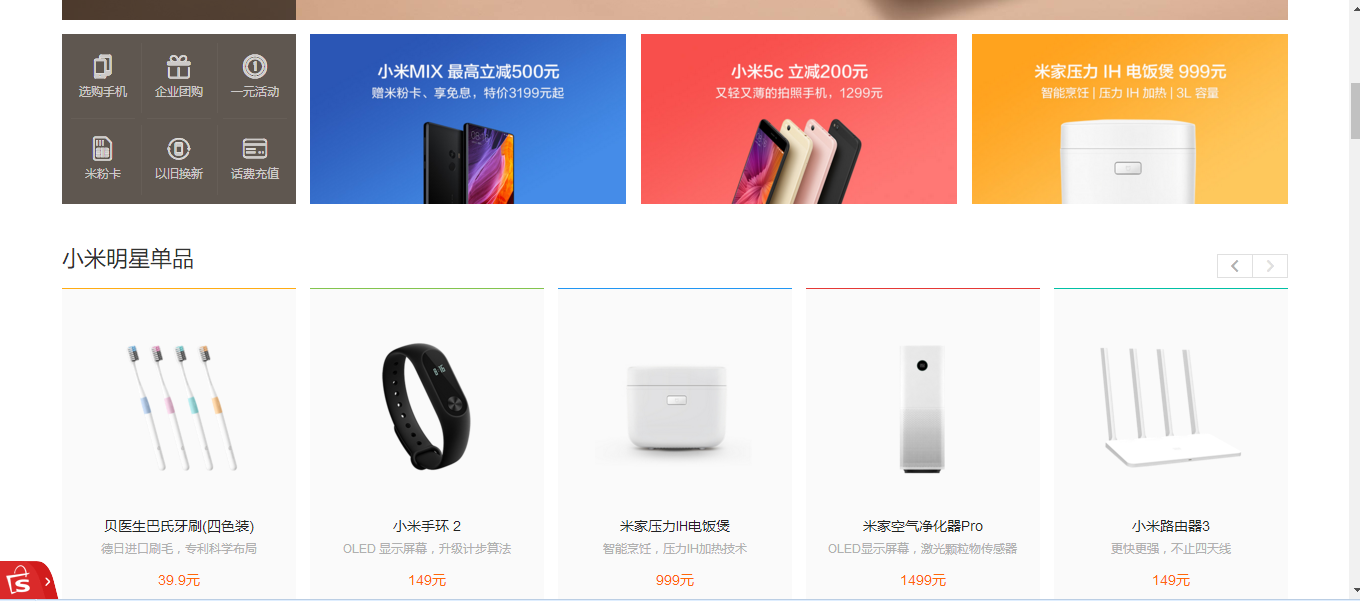 选购手机
企业团购
一元活动
米粉卡
以旧换新
话费充值
小米MIX 最高立减500元
赠米粉卡、享免息，特价3199元起
小米5c 立减200元
又轻又薄的拍照手机，1299元
米家压力 IH 电饭煲 999元
智能烹饪 | 压力 IH 加热 | 3L 容量
小米明星单品
贝医生巴氏牙刷(四色装)
德日进口刷毛，专利科学布局
39.9元
小米手环 2
OLED 显示屏幕，升级计步算法
149元
米家压力IH电饭煲
智能烹饪，压力IH加热技术
999元
米家空气净化器Pro
OLED显示屏幕，激光颗粒物传感器
1499元
小米路由器3
更快更强，不止四天线
149元